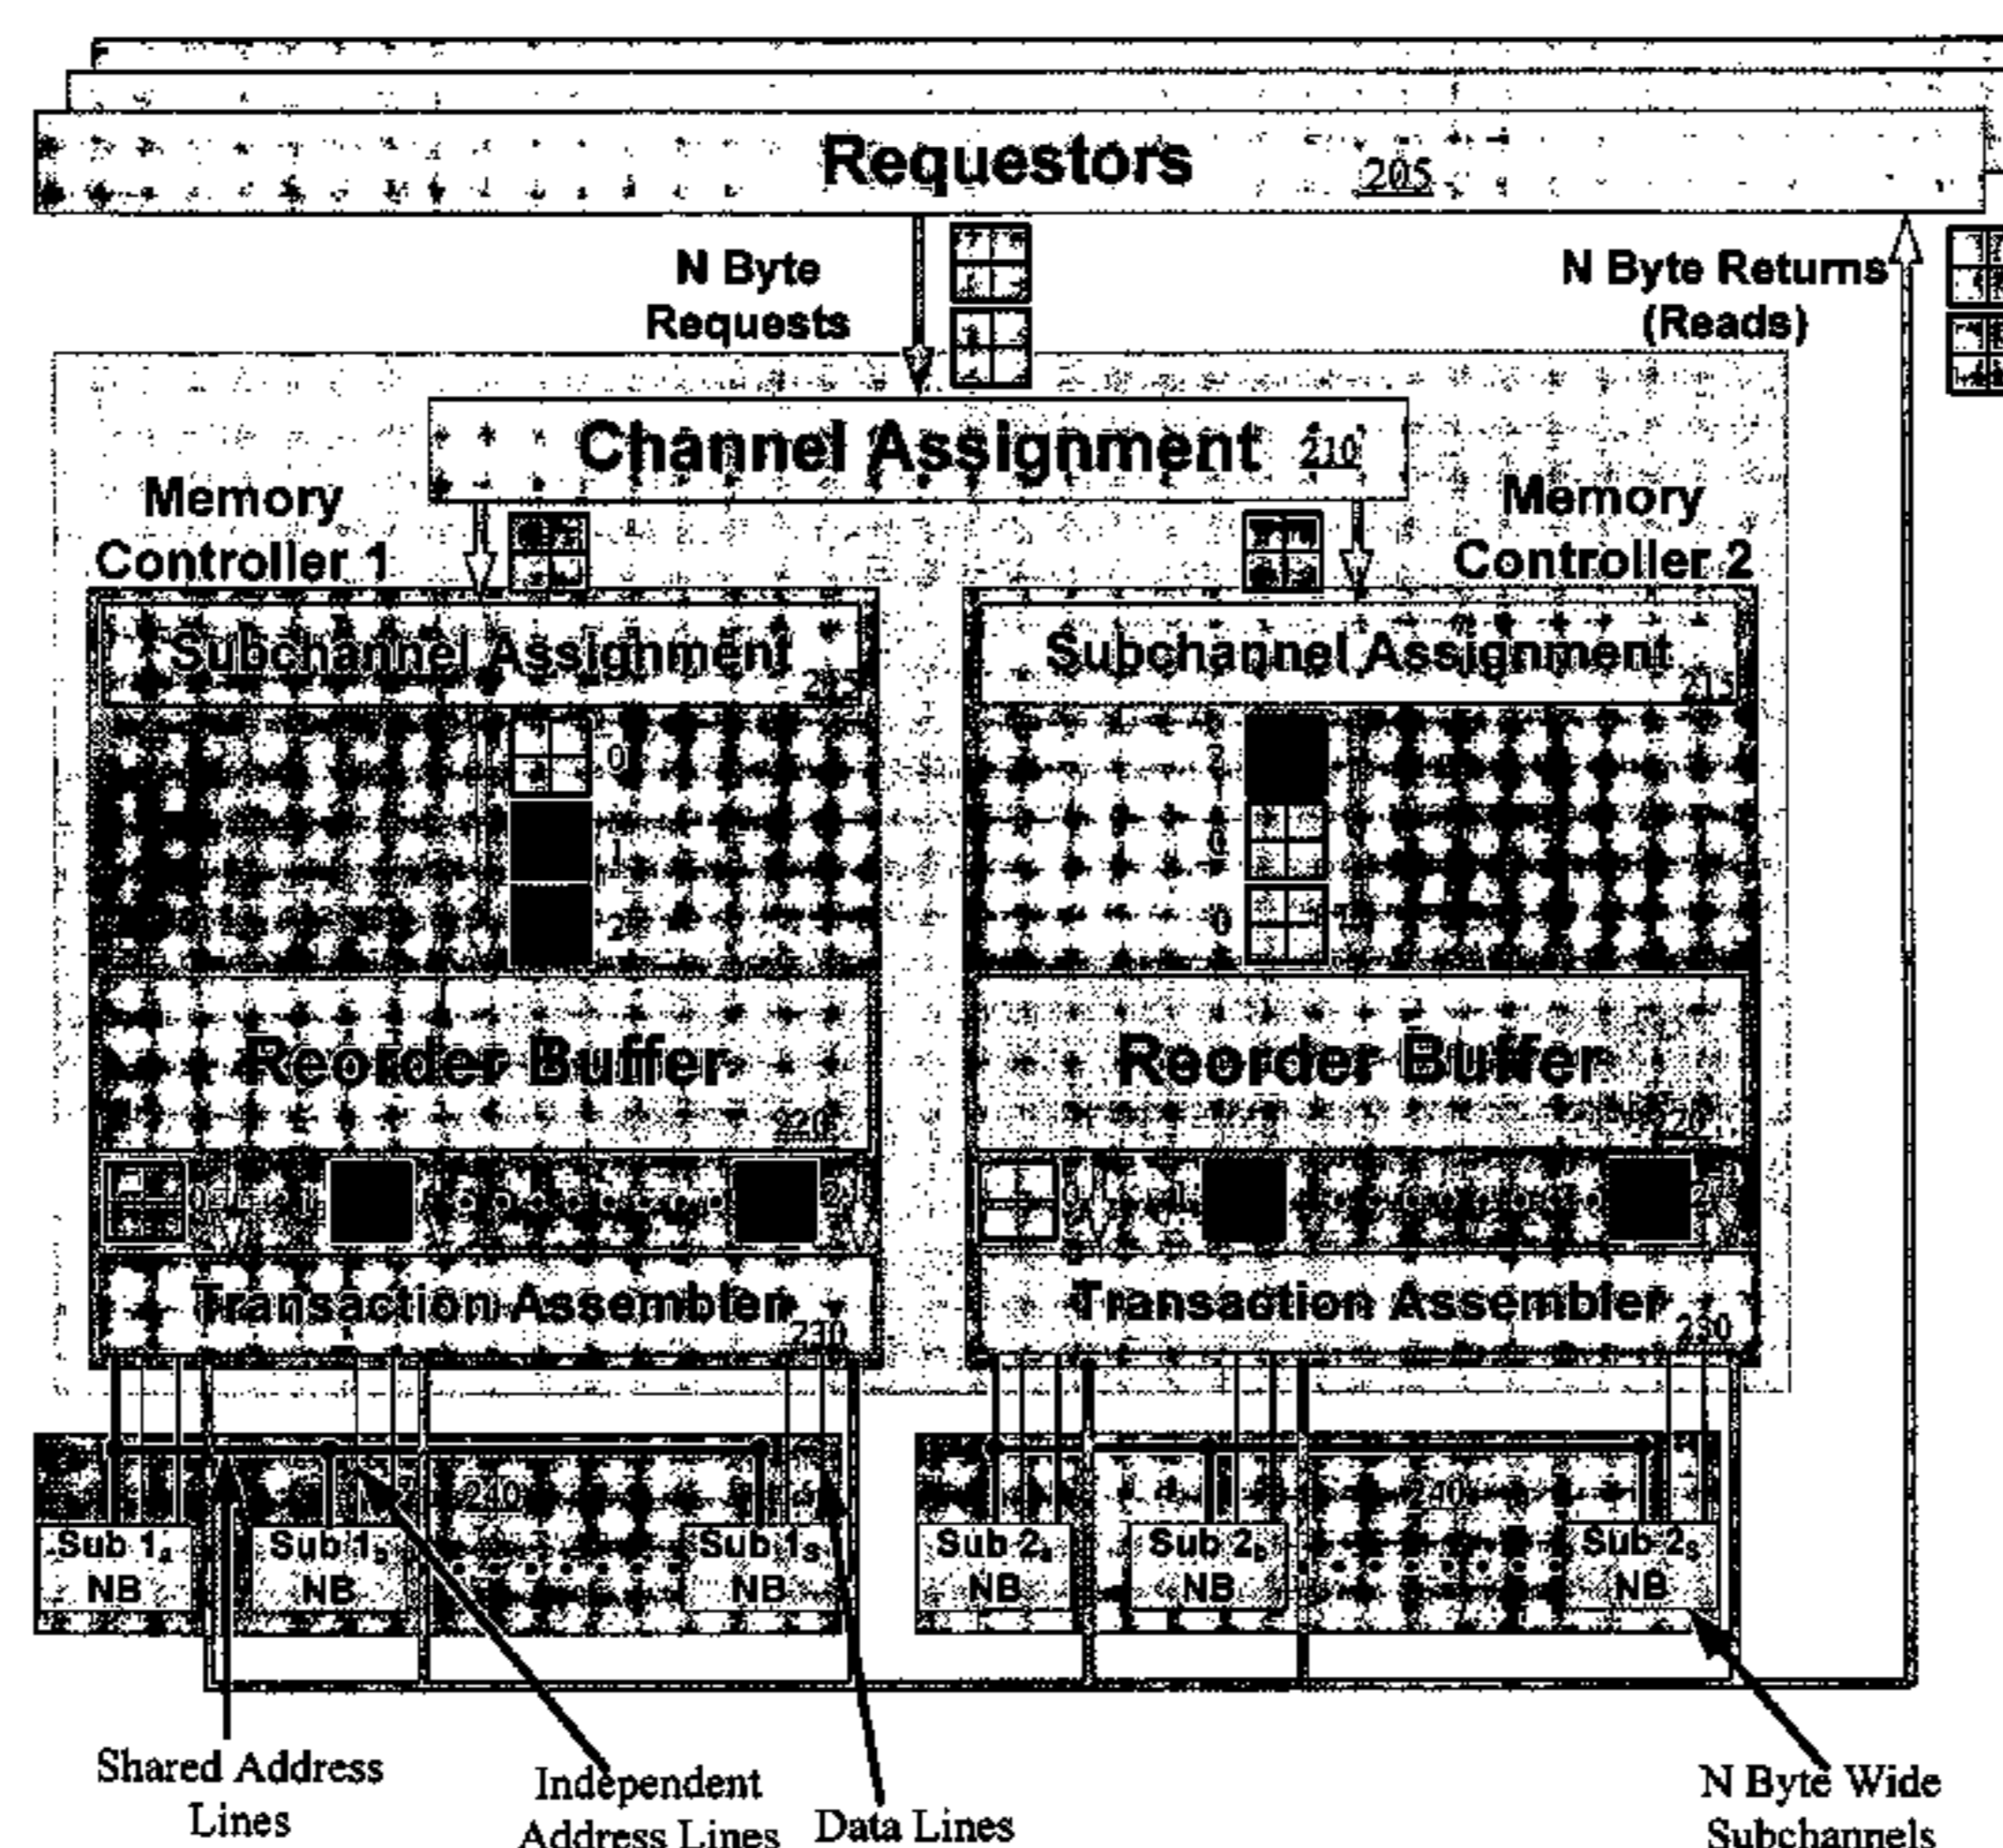 Requestors 205
N Byte
Requests
N Byte Returns
(Reads)
Channel Assignment 210
Memory
Controller 1
Memory
Controller 2
Subchannel Assignment
215
Subchannel Assignment
215
0
1
2
0
Reorder Buffer
220
Reorder Buffer
220
Transaction Assembler
230
Transaction Assembler
230
240
240
Sub 1a
NB
Sub 1b
NB
Sub 1s
NB
Sub 2a
NB
Sub 2b
NB
Sub 2s
NB
Shared Address
Lines
Independent
Address Lines
Data Lines
N Byte Wide
Subchannels